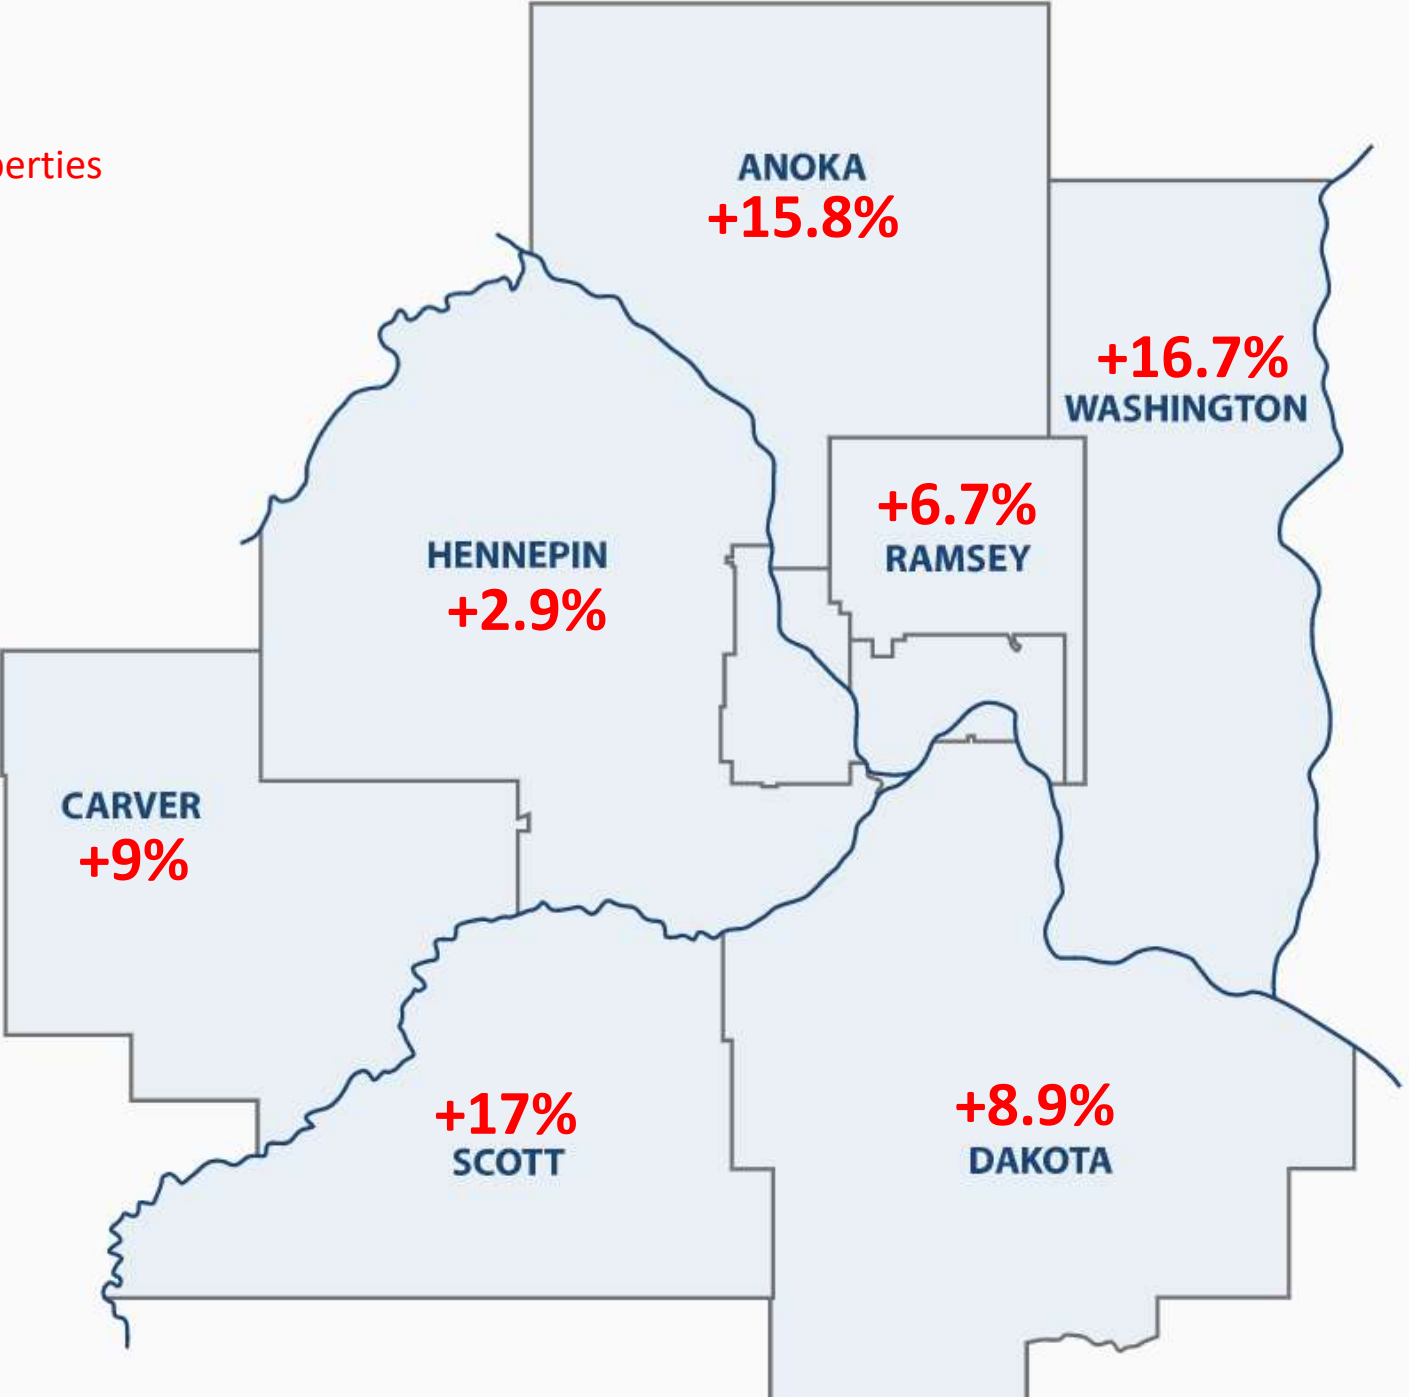 perties
ANOKA
+15.8%
+16.7%
WASHINGTON
+6.7%
RAMSEY
HENNEPIN
+2.9%
CARVER
+9%
+17%
SCOTT
+8.9%
DAKOTA